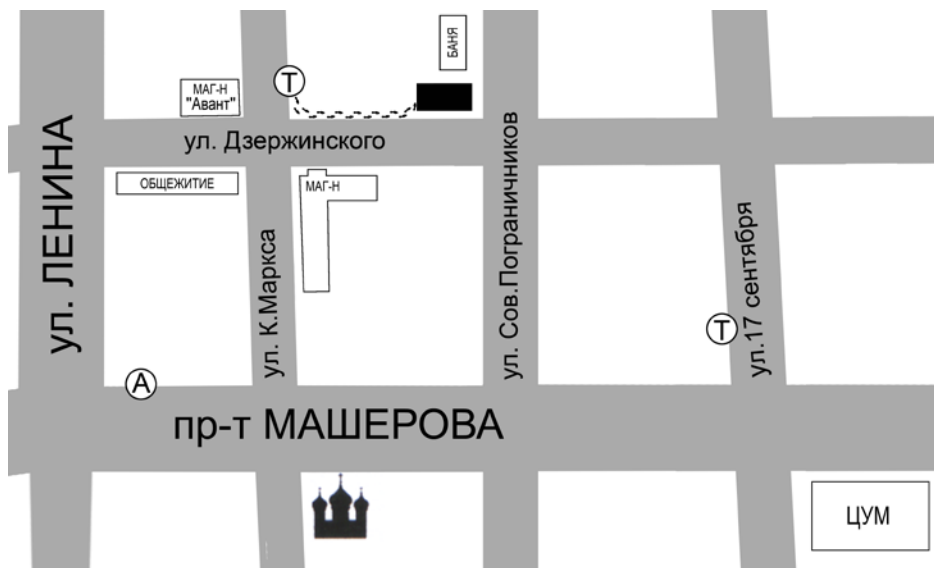 БАНЯ
Т
МАГ-Н
"Авант"
ул. Дзержинского
ул. ЛЕНИНА
ОБЩЕЖИТИЕ
МАГ-Н
ул. К.Маркса
ул. Сов.Пограничников
ул.17 сентября
Т
А
пр-т МАШЕРОВА
ЦУМ